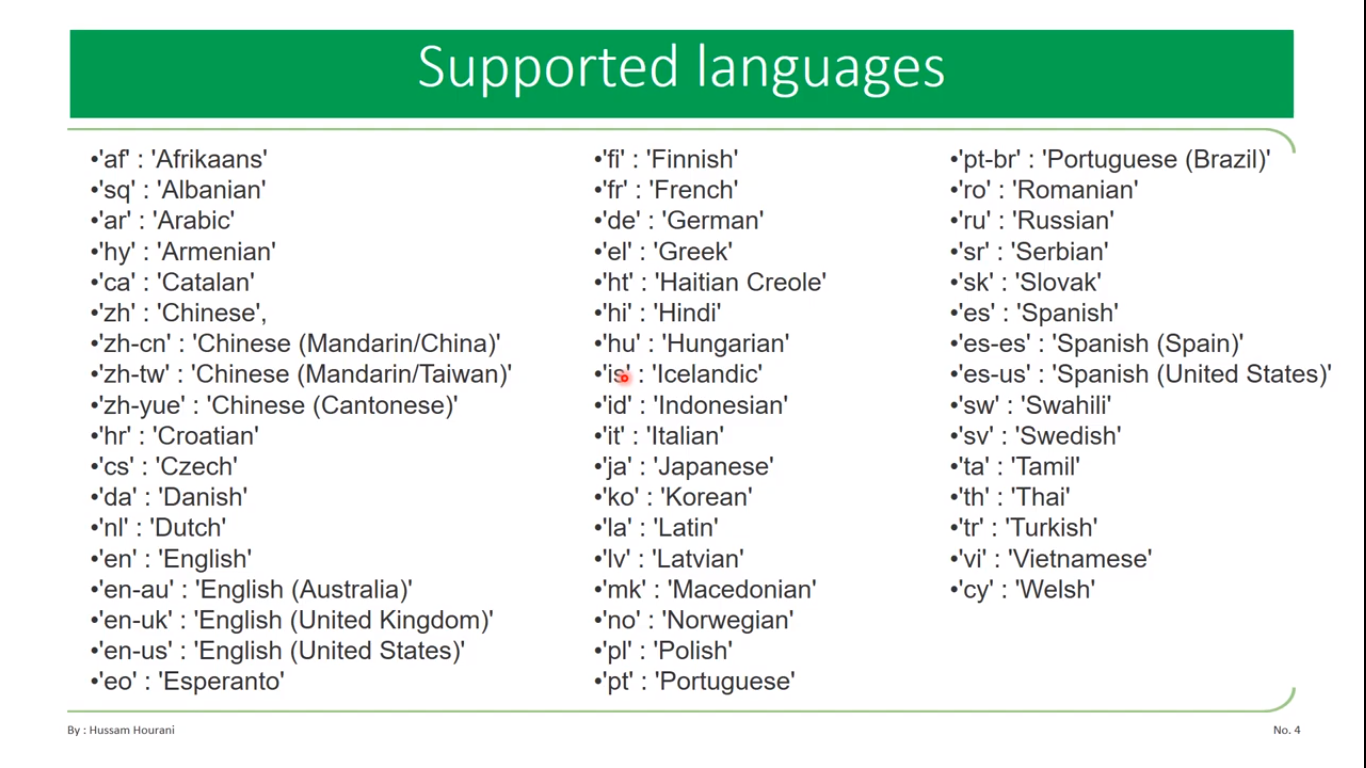 Supported languages
•'af' : 'Afrikaans'
•'sq' : 'Albanian'
•'ar' : 'Arabic'
•'hy' : 'Armenian'
•'ca' : 'Catalan'
•'zh' : 'Chinese',
•'zh-cn' : 'Chinese (Mandarin/China)'
•'zh-tw' : 'Chinese (Mandarin/Taiwan)'
•'zh-yue' : 'Chinese (Cantonese)'
•'hr' : 'Croatian'
•'cs' : 'Czech'
•'da' : 'Danish'
•'nl' : 'Dutch'
•'en' : 'English'
•'en-au' : 'English (Australia)'
•'en-uk' : 'English (United Kingdom)'
•'en-us' : 'English (United States)'
•'eo' : 'Esperanto'
•'fi' : 'Finnish'
•'fr' : 'French'
•'de' : 'German'
•'el' : 'Greek'
•'ht' : 'Haitian Creole'
•'hi' : 'Hindi'
•'hu' : 'Hungarian'
•'is' : 'Icelandic'
•'id' : 'Indonesian'
•'it' : 'Italian'
•'ja' : 'Japanese'
•'ko' : 'Korean'
•'la' : 'Latin'
•'lv' : 'Latvian'
•'mk' : 'Macedonian'
•'no' : 'Norwegian'
•'pl' : 'Polish'
•'pt' : 'Portuguese'
•'pt-br' : 'Portuguese (Brazil)'
•'ro' : 'Romanian'
•'ru' : 'Russian'
•'sr' : 'Serbian'
•'sk' : 'Slovak'
•'es' : 'Spanish'
•'es-es' : 'Spanish (Spain)'
•'es-us' : 'Spanish (United States)'
•'sw' : 'Swahili'
•'sv' : 'Swedish'
•'ta' : 'Tamil'
•'th' : 'Thai'
•'tr' : 'Turkish'
•'vi' : 'Vietnamese'
•'cy' : 'Welsh'
By : Hussam Hourani
No. 4